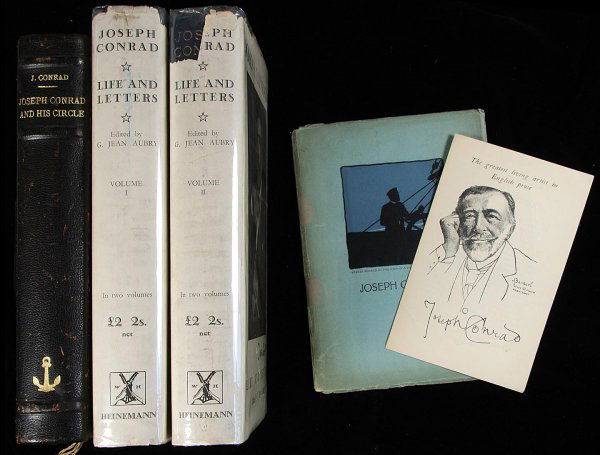 J. CONRAD
JOSEPH CONRAD
AND HIS CIRCLE
JOSEPH
CONRAD
LIFE AND
LETTERS
Edited by
G. JEAN AUBRY
VOLUME
I
In two volumes
£2 2s.
net
W H
HEINEMANN
JOSEPH
CONRAD
LIFE AND
LETTERS
Edited by
G. JEAN AUBRY
VOLUME
II
In two volumes
£2 2s.
net
W H
HEINEMANN
JOSEPH C
The greatest living artist in
English prose
Joseph Conrad